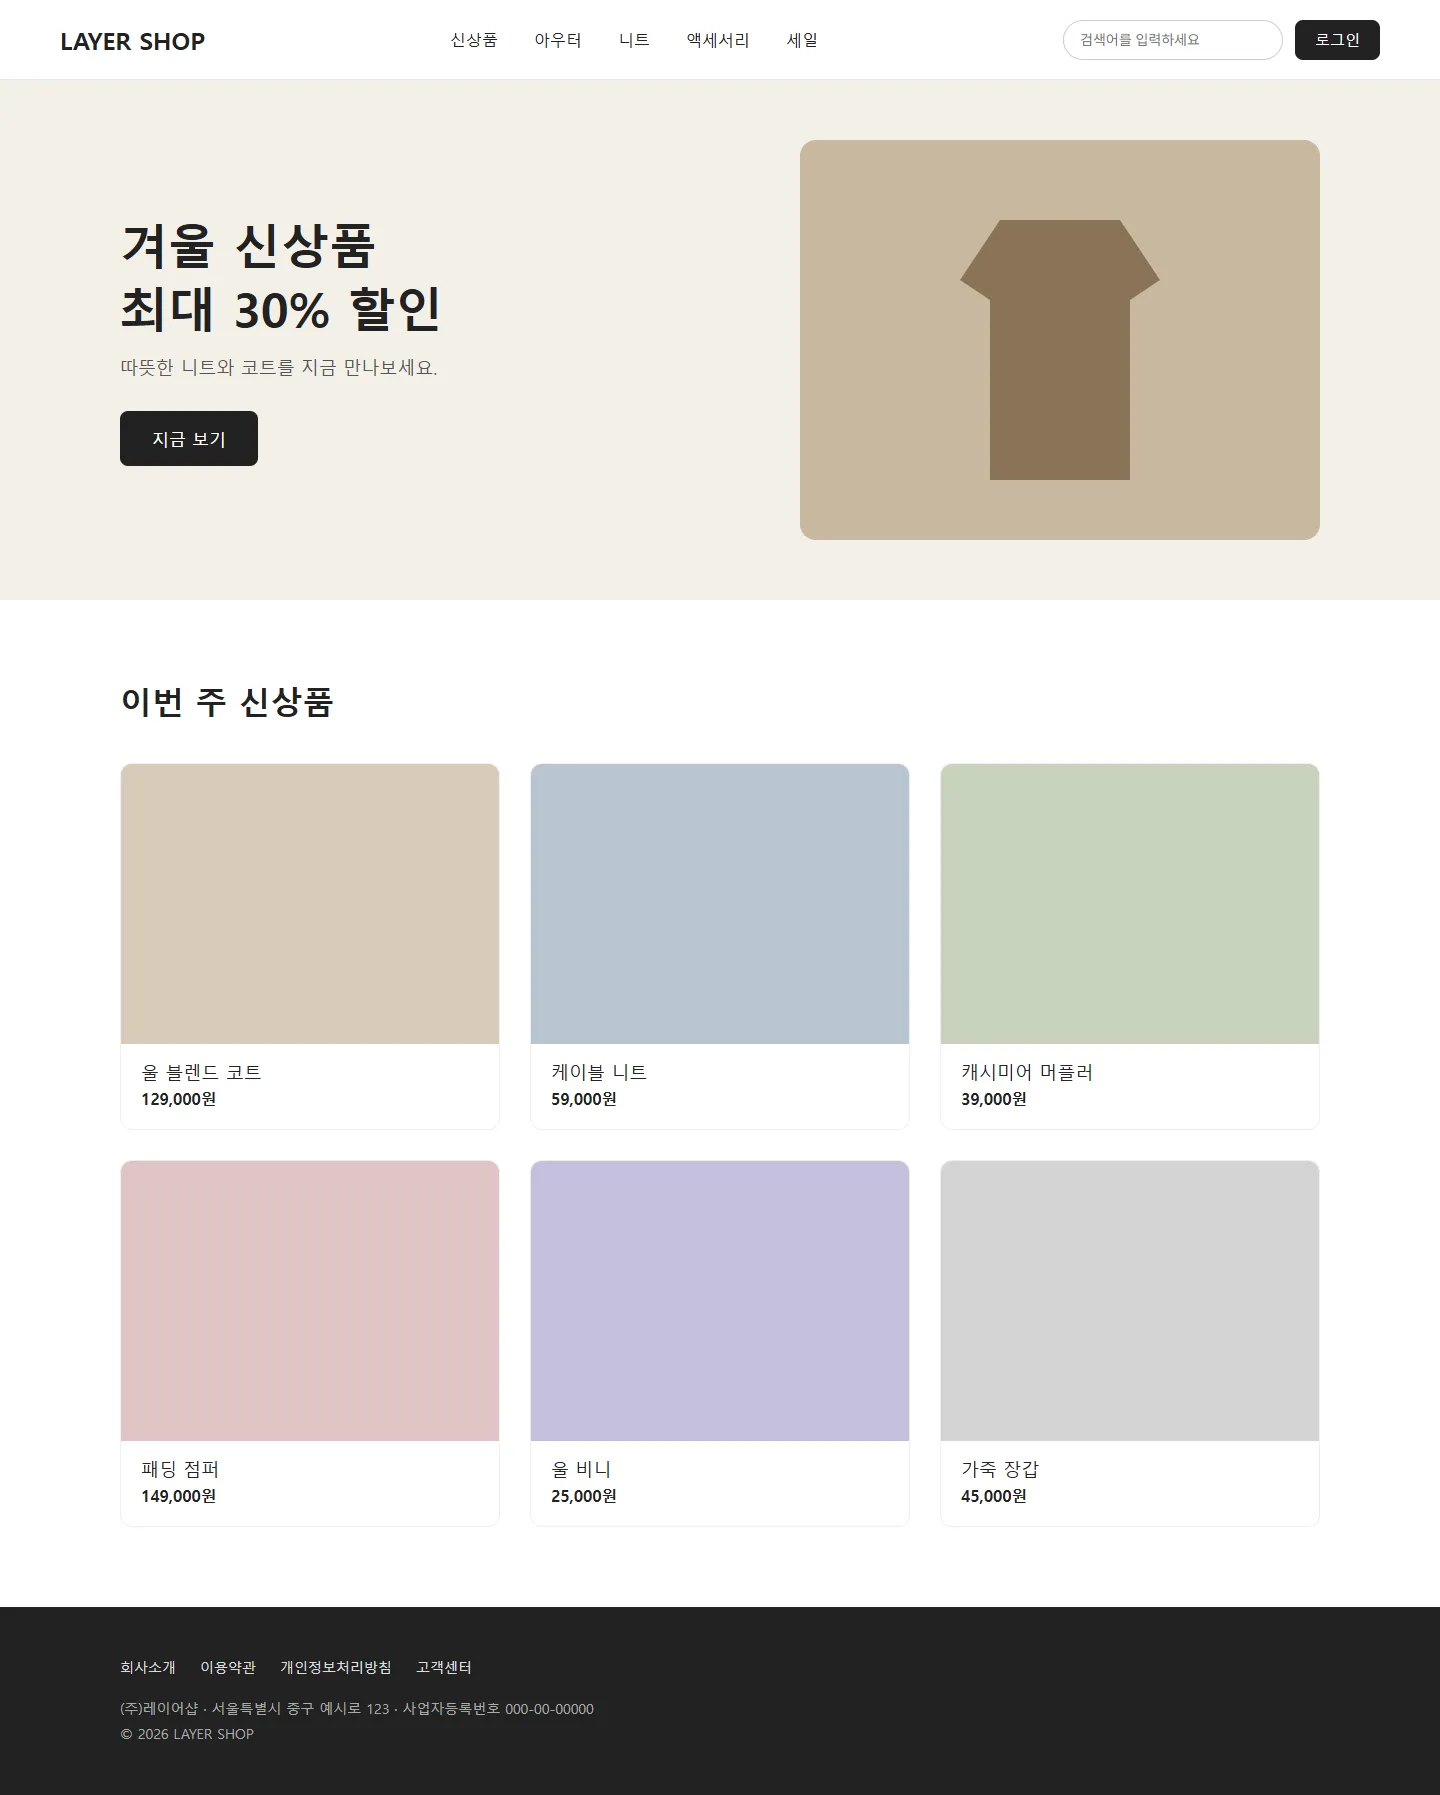 LAYER SHOP
신상품 아우터 니트 액세서리 세일
검색어를 입력하세요
로그인
겨울 신상품
최대 30% 할인
따뜻한 니트와 코트를 지금 만나보세요.
지금 보기
이번 주 신상품
울 블렌드 코트
129,000원
케이블 니트
59,000원
캐시미어 머플러
39,000원
패딩 점퍼
149,000원
울 비니
25,000원
가죽 장갑
45,000원
회사소개 이용약관 개인정보처리방침 고객센터
(주)레이어샵 · 서울특별시 중구 예시로 123 · 사업자등록번호 000-00-00000
© 2026 LAYER SHOP